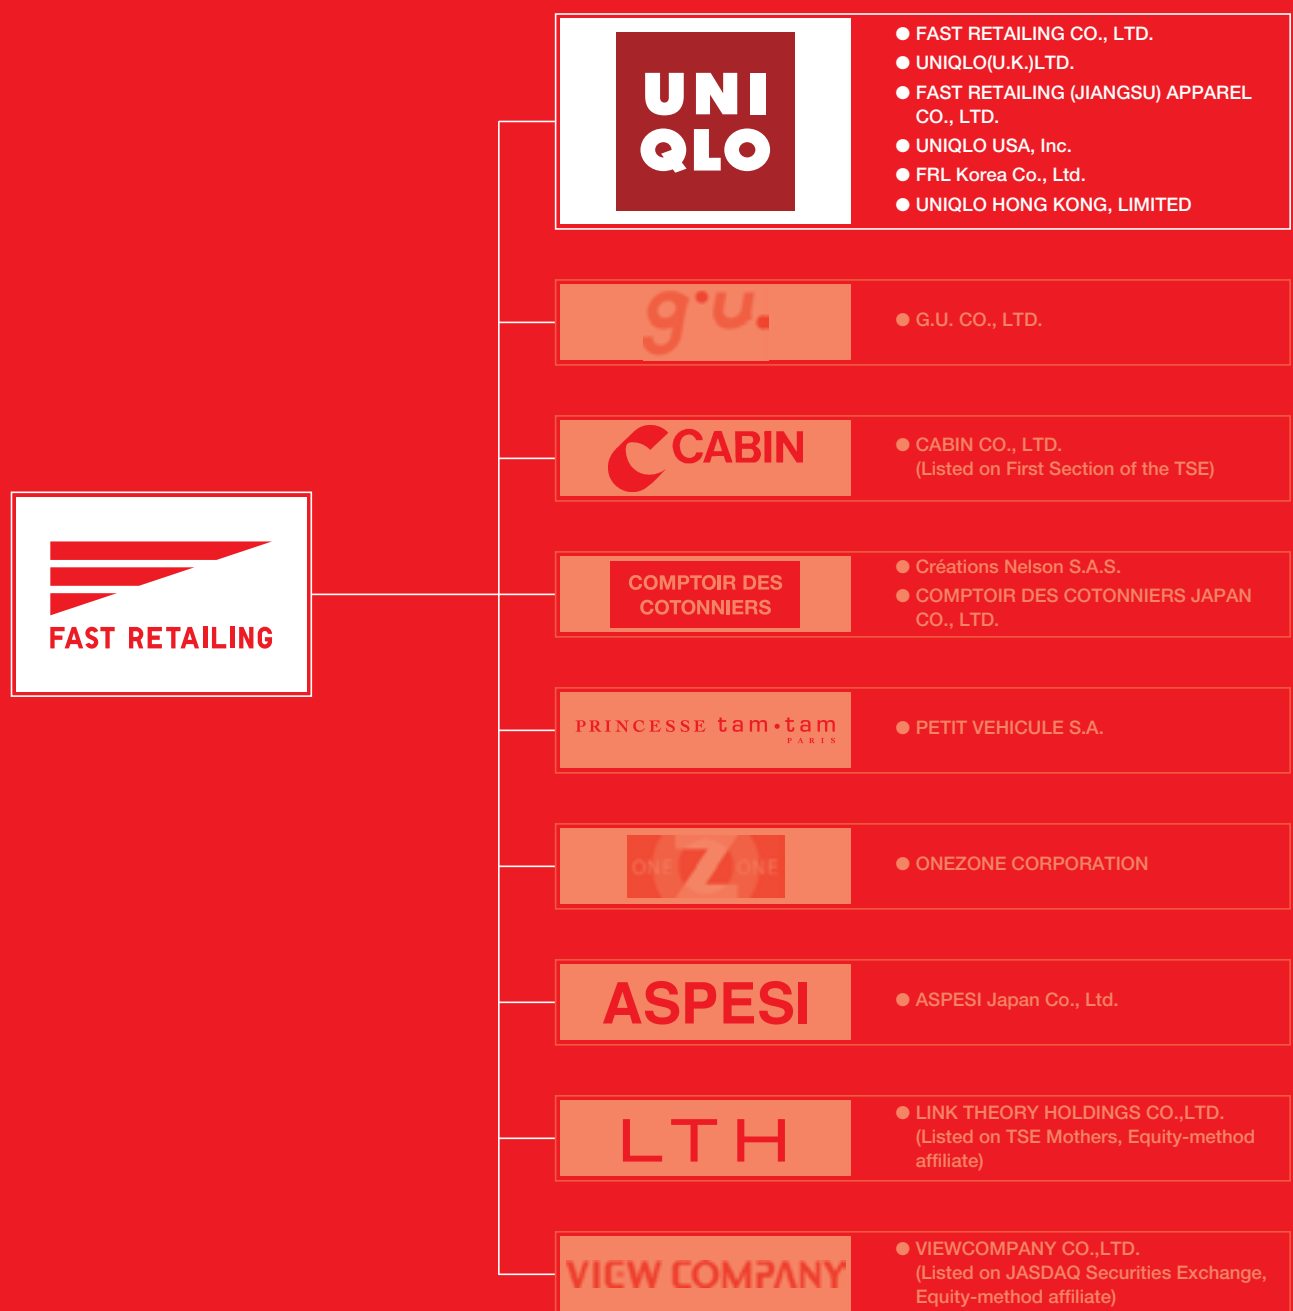 UNI
QLO
● FAST RETAILING CO., LTD.
● UNIQLO(U.K.)LTD.
● FAST RETAILING (JIANGSU) APPAREL
CO., LTD.
● UNIQLO USA, Inc.
● FRL Korea Co., Ltd.
● UNIQLO HONG KONG, LIMITED
g.u.
● G.U. CO., LTD.
CABIN
● CABIN CO., LTD.
(Listed on First Section of the TSE)
FAST RETAILING
COMPTOIR DES
COTONNIERS
● Créations Nelson S.A.S.
● COMPTOIR DES COTONNIERS JAPAN
CO., LTD.
PRINCESSE tam•tam
PARIS
● PETIT VEHICULE S.A.
ONE Z ONE
● ONEZONE CORPORATION
ASPESI
● ASPESI Japan Co., Ltd.
LTH
● LINK THEORY HOLDINGS CO.,LTD.
(Listed on TSE Mothers, Equity-method
affiliate)
VIEW COMPANY
● VIEWCOMPANY CO.,LTD.
(Listed on JASDAQ Securities Exchange,
Equity-method affiliate)